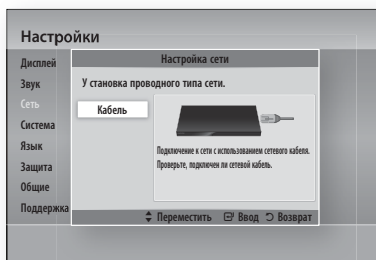 Настройки
Дисплей
Звук
Сеть
Система
Язык
Защита
Общие
Поддержка
Настройка сети
У становка проводного типа сети.
Кабель
Подключение к сети с использованием сетевого кабеля.
Проверьте, подключен ли сетевой кабель.
Переместить Ввод Возврат